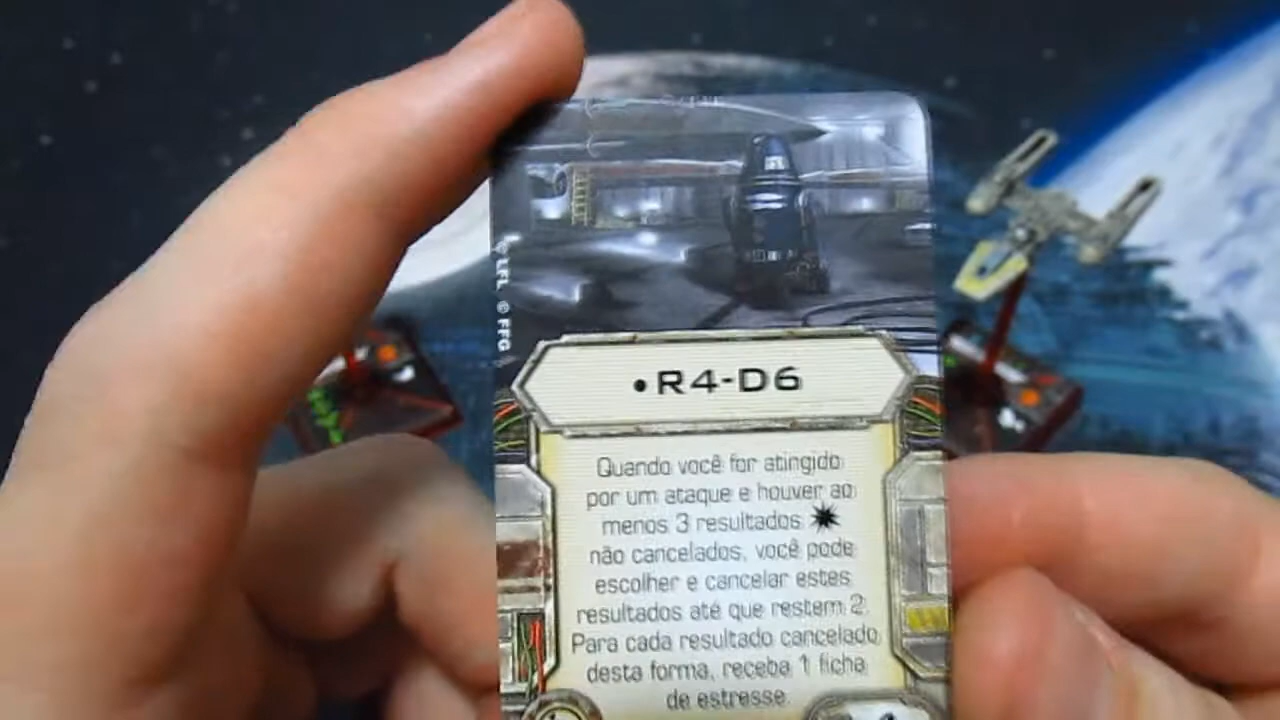 © LFL © FFG
•R4-D6
Quando você for atingido
por um ataque e houver ao
menos 3 resultados
não cancelados, você pode
escolher e cancelar estes
resultados até que restem 2.
Para cada resultado cancelado
desta forma, receba 1 ficha
de estresse.